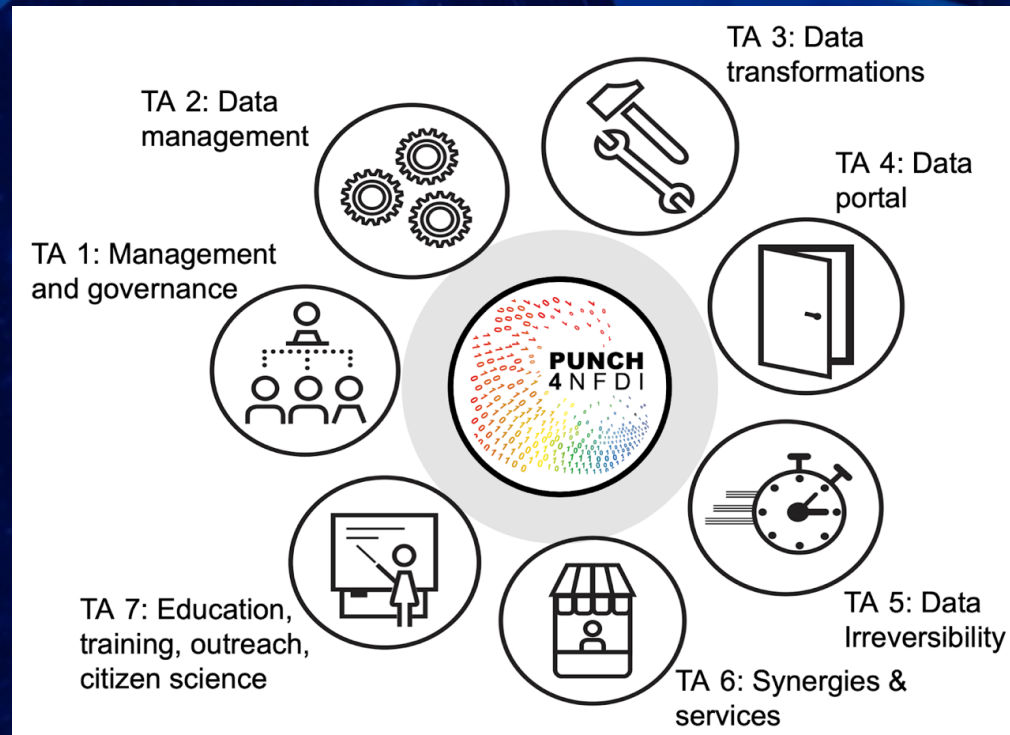 TA 3: Data
transformations
TA 2: Data
management
TA 4: Data
portal
TA 1: Management
and governance
PUNCH
4NFDI
TA 5: Data
Irreversibility
TA 7: Education,
training, outreach,
citizen science
TA 6: Synergies &
services